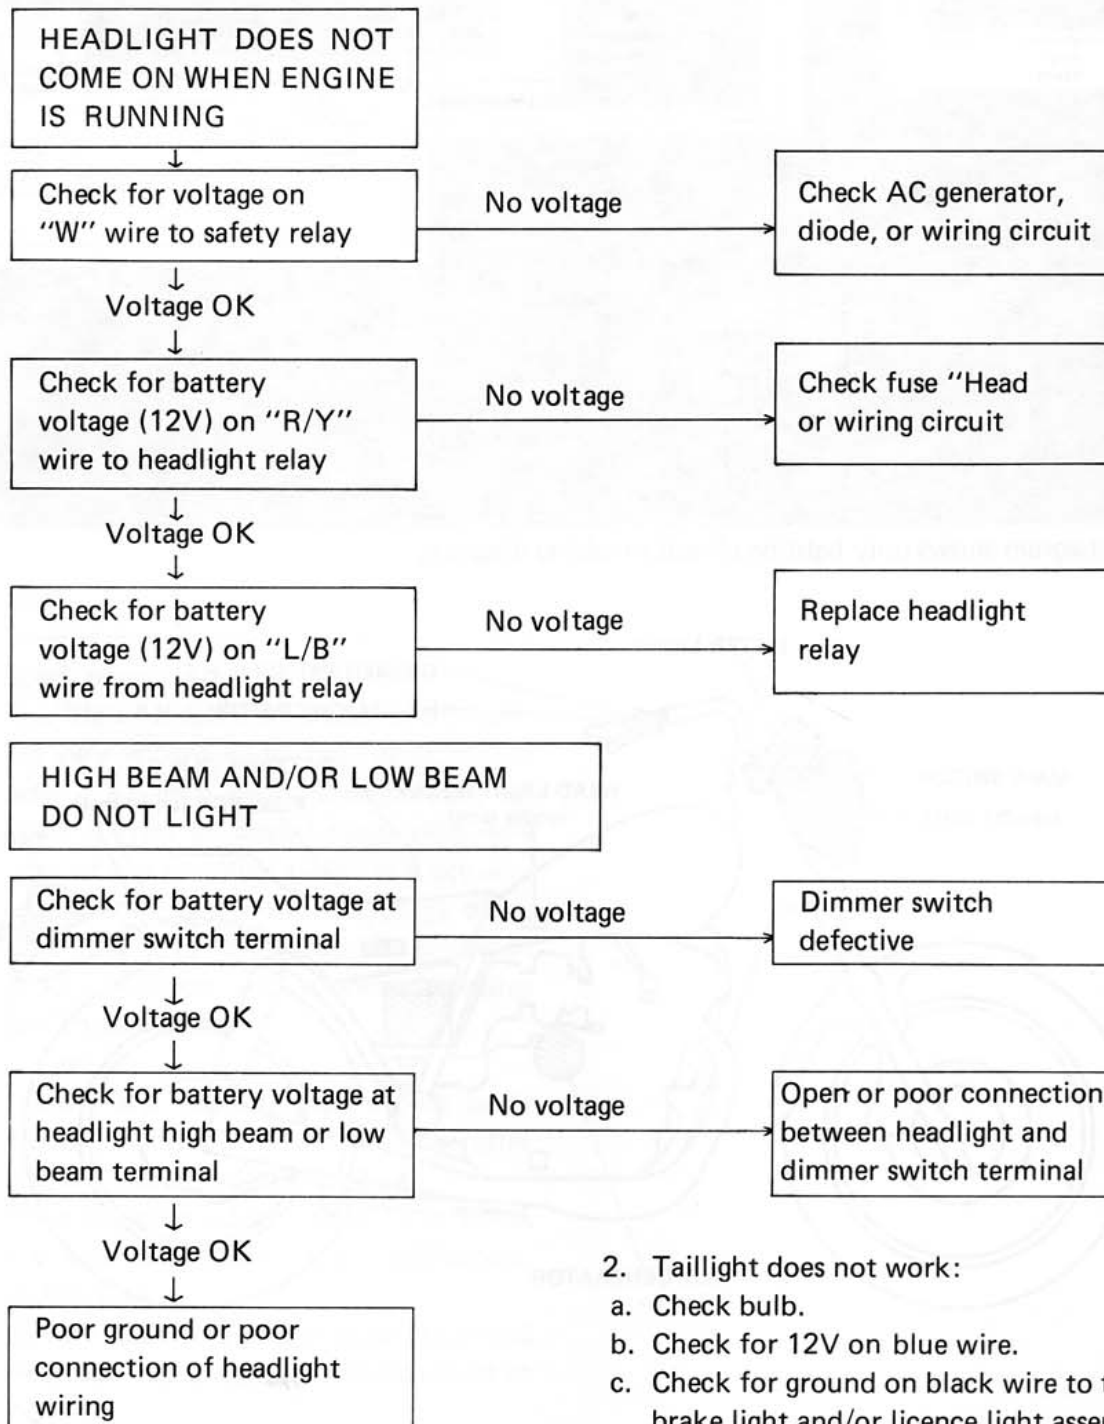 HEADLIGHT DOES NOT
COME ON WHEN ENGINE
IS RUNNING
Check for voltage on
"W" wire to safety relay
No voltage
Check AC generator,
diode, or wiring circuit
Voltage OK
Check for battery
voltage (12V) on "R/Y"
wire to headlight relay
No voltage
Check fuse "Head
or wiring circuit
Voltage OK
Check for battery
voltage (12V) on "L/B"
wire from headlight relay
No voltage
Replace headlight
relay
HIGH BEAM AND/OR LOW BEAM
DO NOT LIGHT
Check for battery voltage at
dimmer switch terminal
No voltage
Dimmer switch
defective
Voltage OK
Check for battery voltage at
headlight high beam or low
beam terminal
No voltage
Open or poor connection
between headlight and
dimmer switch terminal
Voltage OK
Poor ground or poor
connection of headlight
wiring
2. Taillight does not work:
a. Check bulb.
b. Check for 12V on blue wire.
c. Check for ground on black wire to
brake light and/or licence light